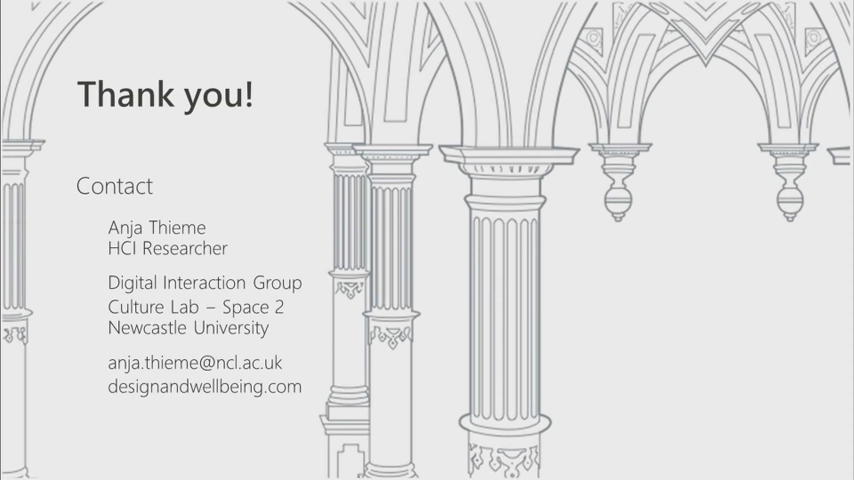 Thank you!
Contact
Anja Thieme
HCI Researcher
Digital Interaction Group
Culture Lab – Space 2
Newcastle University
anja.thieme@ncl.ac.uk
designandwellbeing.com